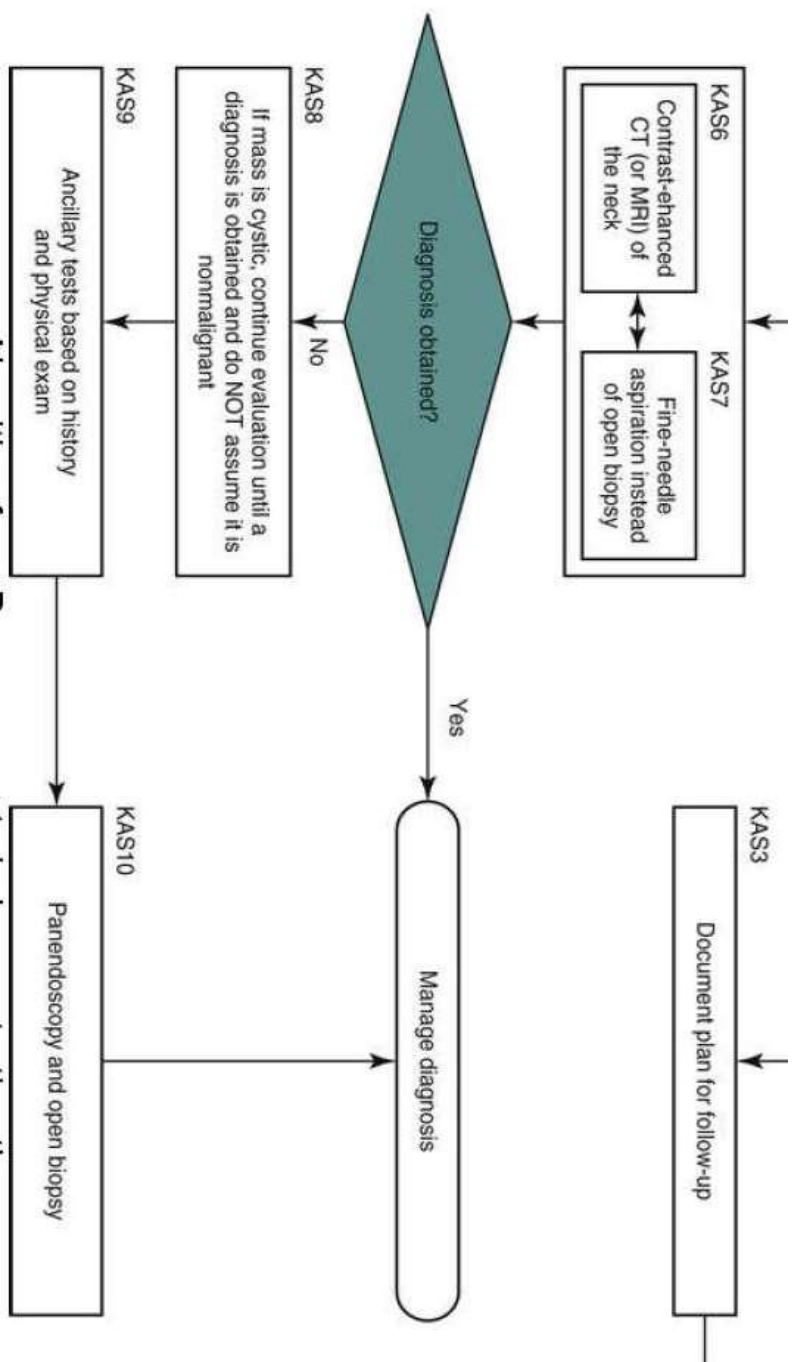 KAS6
Contrast-ehanced
CT (or MRI) of
the neck
KAS7
Fine-needle
aspiration instead
of open biopsy
KAS3
Document plan for follow-up
Diagnosis obtained?
Yes
Manage diagnosis
No
KAS8
If mass is cystic, continue evaluation until a
diagnosis is obtained and do NOT assume it is
nonmalignant
KAS9
Ancillary tests based on history
and physical exam
KAS10
Panendoscopy and open biopsy